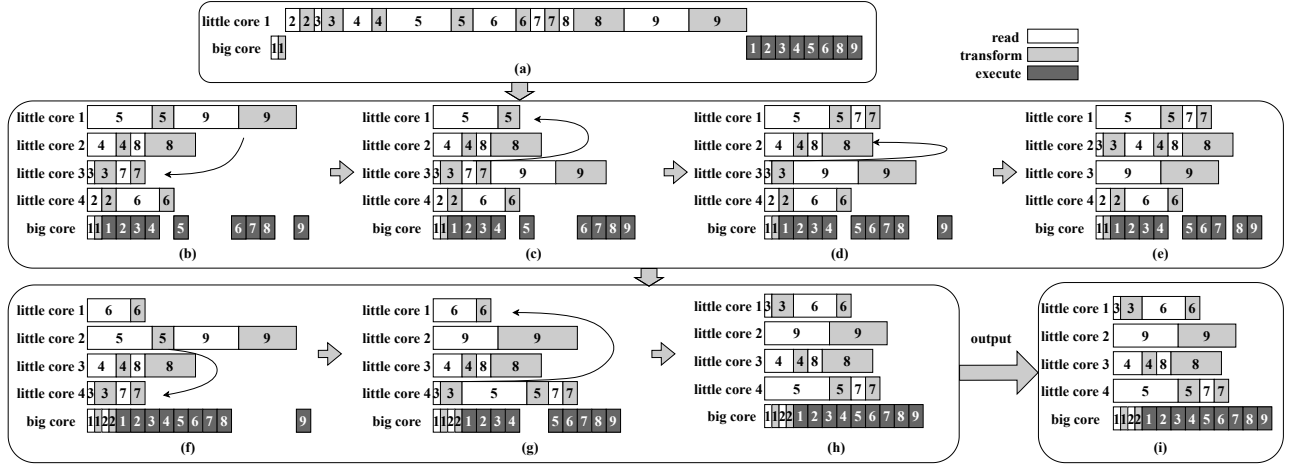 little core 1 2 2 3 3 4 4 5 5 6 6 7 7 8 8 9 9
big core 1 1 1 2 3 4 5 6 7 8 9
(a)
read
transform
execute
little core 1 5 5 9 9
little core 2 4 4 8 8
little core 3 3 3 7 7
little core 4 2 2 6 6
big core 1 1 1 2 3 4 5 6 7 8 9
(b)
little core 1 5 5
little core 2 4 4 8 8
little core 3 3 3 7 7 9 9
little core 4 2 2 6 6
big core 1 1 1 2 3 4 5 6 7 8 9
(c)
little core 1 5 5 7 7
little core 2 4 4 8 8
little core 3 3 3 9 9
little core 4 2 2 6 6
big core 1 1 1 2 3 4 5 6 7 8 9
(d)
little core 1 5 5 7 7
little core 2 3 3 4 4 8 8
little core 3 9 9
little core 4 2 2 6 6
big core 1 1 1 2 3 4 5 6 7 8 9
(e)
little core 1 6 6
little core 2 5 5 9 9
little core 3 4 4 8 8
little core 4 3 3 7 7
big core 1 1 2 2 1 2 3 4 5 6 7 8 9
(f)
little core 1 6 6
little core 2 9 9
little core 3 4 4 8 8
little core 4 3 3 5 5 7 7
big core 1 1 2 2 1 2 3 4 5 6 7 8 9
(g)
little core 1 3 3 6 6
little core 2 9 9
little core 3 4 4 8 8
little core 4 5 5 7 7
big core 1 1 2 2 1 2 3 4 5 6 7 8 9
(h)
output
little core 1 3 3 6 6
little core 2 9 9
little core 3 4 4 8 8
little core 4 5 5 7 7
big core 1 1 2 2 1 2 3 4 5 6 7 8 9
(i)